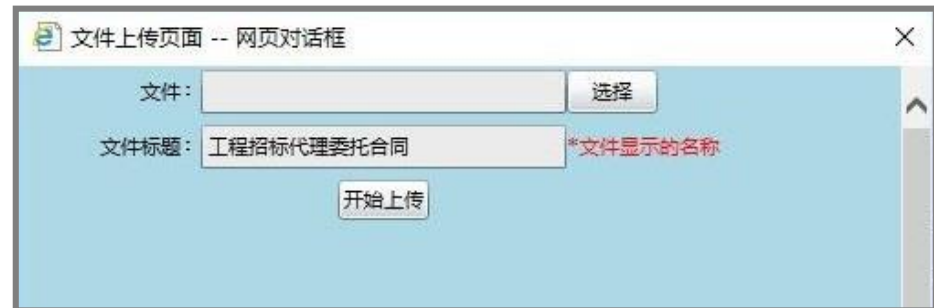 文件上传页面 -- 网页对话框
文件： 选择
文件标题： 工程招标代理委托合同 *文件显示的名称
开始上传